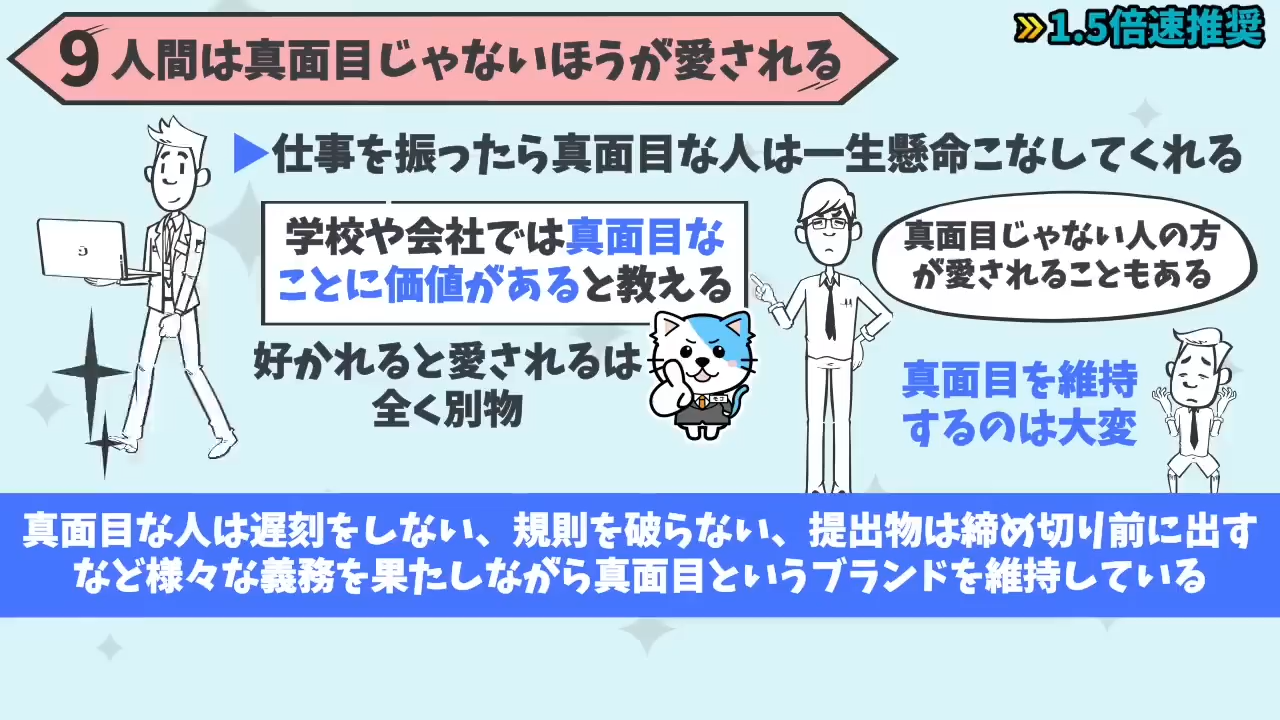 1.5倍速推奨
9 人間は真面目じゃないほうが愛される
▶仕事を振ったら真面目な人は一生懸命こなしてくれる
学校や会社では真面目な
ことに価値があると教える
真面目じゃない人の方
が愛されることもある
好かれると愛されるは
全く別物
真面目を維持
するのは大変
真面目な人は遅刻をしない、規則を破らない、提出物は締め切り前に出す
など様々な義務を果たしながら真面目というブランドを維持している